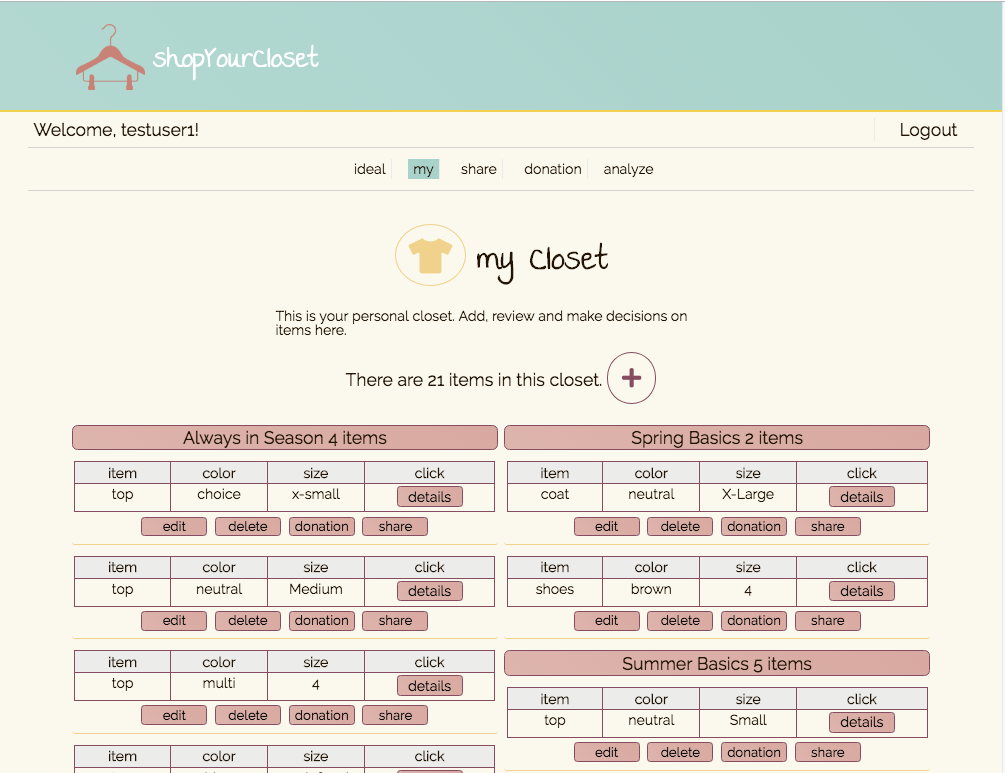 shopYourCloset
Welcome, testuser1!
Logout
ideal my share donation analyze
my Closet
This is your personal closet. Add, review and make decisions on
items here.
There are 21 items in this closet.
Always in Season 4 items
item color size click
top choice x-small details
edit delete donation share
item color size click
top neutral Medium details
edit delete donation share
item color size click
top multi 4 details
edit delete donation share
item color size click
Spring Basics 2 items
item color size click
coat neutral X-Large details
edit delete donation share
item color size click
shoes brown 4 details
edit delete donation share
Summer Basics 5 items
item color size click
top neutral Small details
edit delete donation share